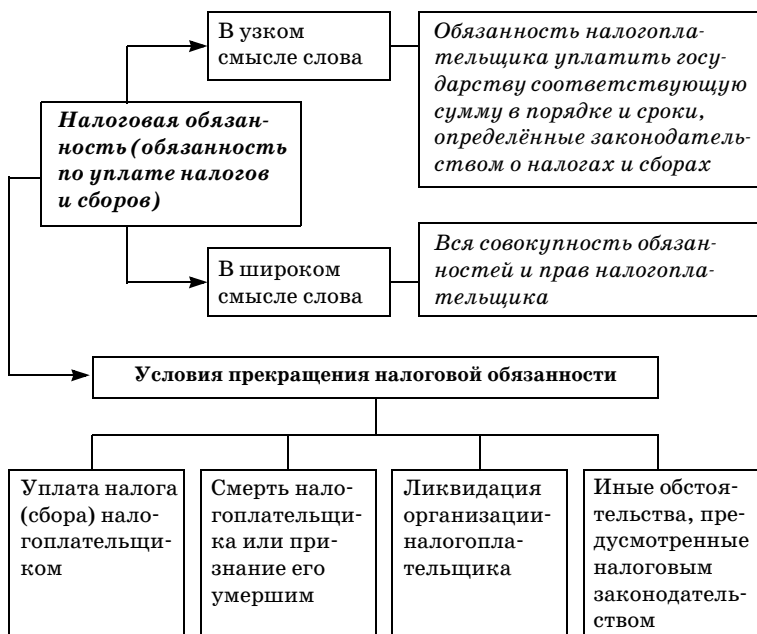 В узком
смысле слова
Обязанность налогопла-
тельщика уплатить госу-
дарству соответствующую
сумму в порядке и сроки,
определённые законодатель-
ством о налогах и сборах
Налоговая обязан-
ность (обязанность
по уплате налогов
и сборов)
В широком
смысле слова
Вся совокупность обязан-
ностей и прав налогопла-
тельщика
Условия прекращения налоговой обязанности
Уплата налога
(сбора) нало-
гоплательщи-
ком
Смерть нало-
гоплательщи-
ка или при-
знание его
умершим
Ликвидация
организации-
налогопла-
тельщика
Иные обстоя-
тельства, пре-
дусмотренные
налоговым
законодатель-
ством